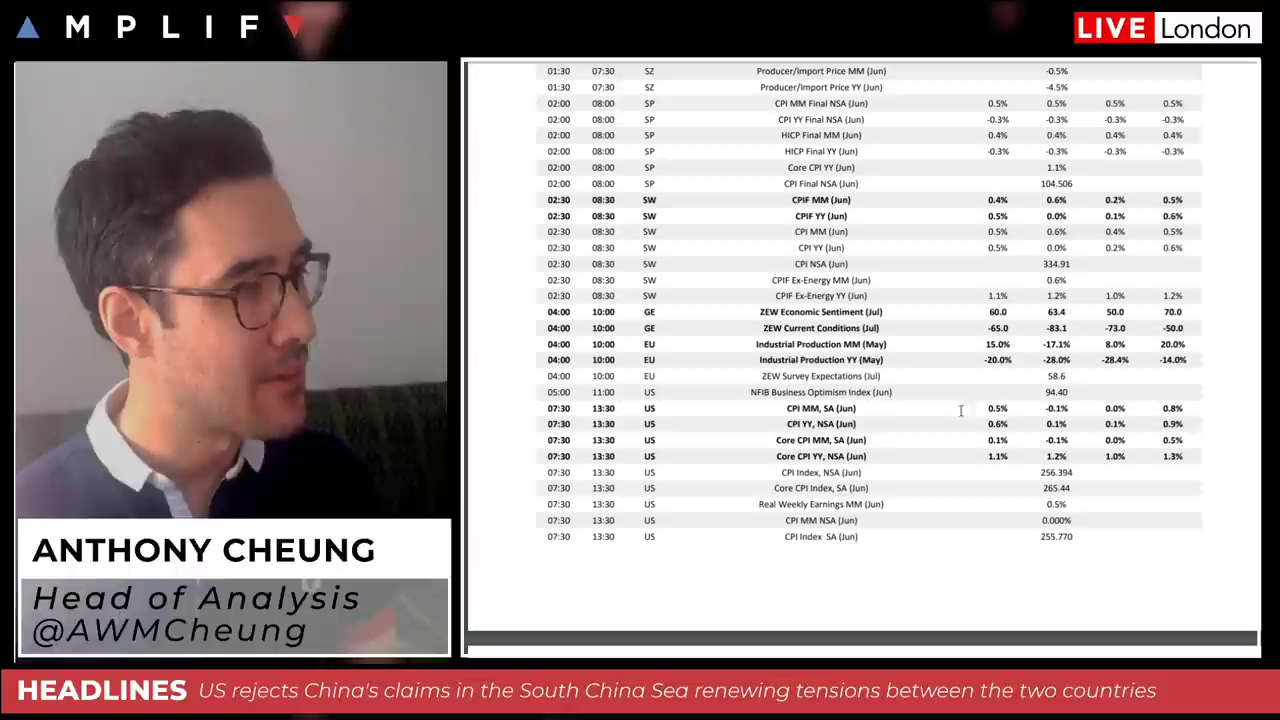 AMPLIFY
LIVE London
01:30 07:30 SZ Producer/Import Price MM (Jun) -0.5%
01:30 07:30 SZ Producer/Import Price YY (Jun) -4.5%
02:00 08:00 SP CPI MM Final NSA (Jun) 0.5% 0.5% 0.5% 0.5%
02:00 08:00 SP CPI YY Final NSA (Jun) -0.3% -0.3% -0.3% -0.3%
02:00 08:00 SP HICP Final MM (Jun) 0.4% 0.4% 0.4% 0.4%
02:00 08:00 SP HICP Final YY (Jun) -0.3% -0.3% -0.3% -0.3%
02:00 08:00 SP Core CPI YY (Jun) 1.1%
02:00 08:00 SP CPI Final NSA (Jun) 104.506
02:30 08:30 SW CPIF MM (Jun) 0.4% 0.6% 0.2% 0.5%
02:30 08:30 SW CPIF YY (Jun) 0.5% 0.0% 0.1% 0.6%
02:30 08:30 SW CPI MM (Jun) 0.5% 0.6% 0.4% 0.5%
02:30 08:30 SW CPI YY (Jun) 0.5% 0.0% 0.2% 0.6%
02:30 08:30 SW CPI NSA (Jun) 334.91
02:30 08:30 SW CPIF Ex-Energy MM (Jun) 0.6%
02:30 08:30 SW CPIF Ex-Energy YY (Jun) 1.1% 1.2% 1.0% 1.2%
04:00 10:00 GE ZEW Economic Sentiment (Jul) 60.0 63.4 50.0 70.0
04:00 10:00 GE ZEW Current Conditions (Jul) -65.0 -83.1 -73.0 -50.0
04:00 10:00 EU Industrial Production MM (May) 15.0% -17.1% 8.0% 20.0%
04:00 10:00 EU Industrial Production YY (May) -20.0% -28.0% -28.4% -14.0%
04:00 10:00 EU ZEW Survey Expectations (Jul) 58.6
05:00 11:00 US NFIB Business Optimism Index (Jun) 94.40
07:30 13:30 US CPI MM, SA (Jun) 0.5% -0.1% 0.0% 0.8%
07:30 13:30 US CPI YY, NSA (Jun) 0.6% 0.1% 0.1% 0.9%
07:30 13:30 US Core CPI MM, SA (Jun) 0.1% -0.1% 0.0% 0.5%
07:30 13:30 US Core CPI YY, NSA (Jun) 1.1% 1.2% 1.0% 1.3%
07:30 13:30 US CPI Index, NSA (Jun) 256.394
07:30 13:30 US Core CPI Index, SA (Jun) 265.44
07:30 13:30 US Real Weekly Earnings MM (Jun) 0.5%
07:30 13:30 US CPI MM NSA (Jun) 0.000%
07:30 13:30 US CPI Index SA (Jun) 255.770
ANTHONY CHEUNG
Head of Analysis
@AWMCheung
HEADLINES US rejects China's claims in the South China Sea renewing tensions between the two countries